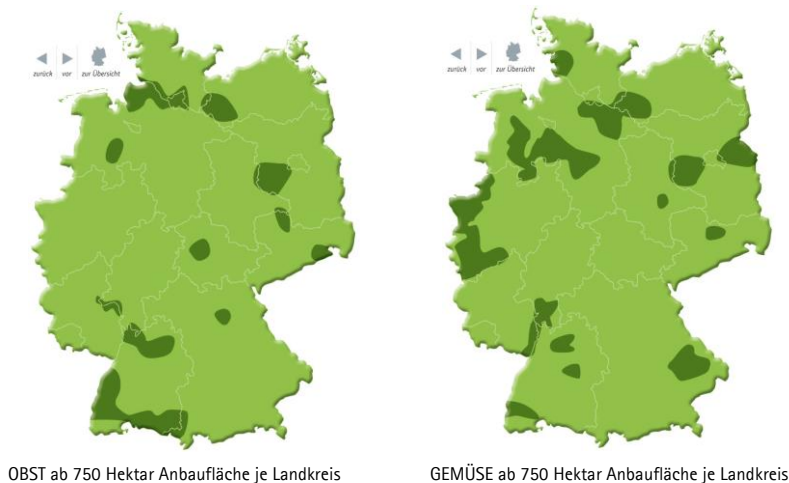 zurück vor zur Übersicht
zurück vor zur Übersicht
OBST ab 750 Hektar Anbaufläche je Landkreis
GEMÜSE ab 750 Hektar Anbaufläche je Landkreis